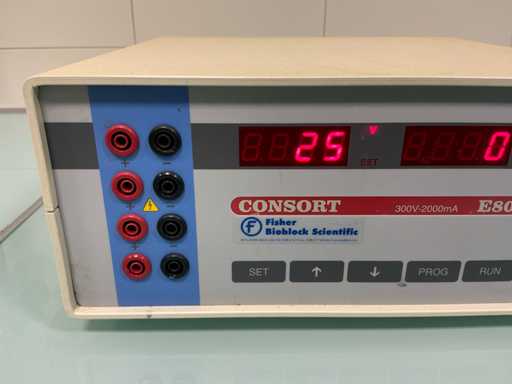 25
V
SET
0
CONSORT
300V-2000mA
E80
Fisher
Bioblock Scientific
SET
PROG
RUN